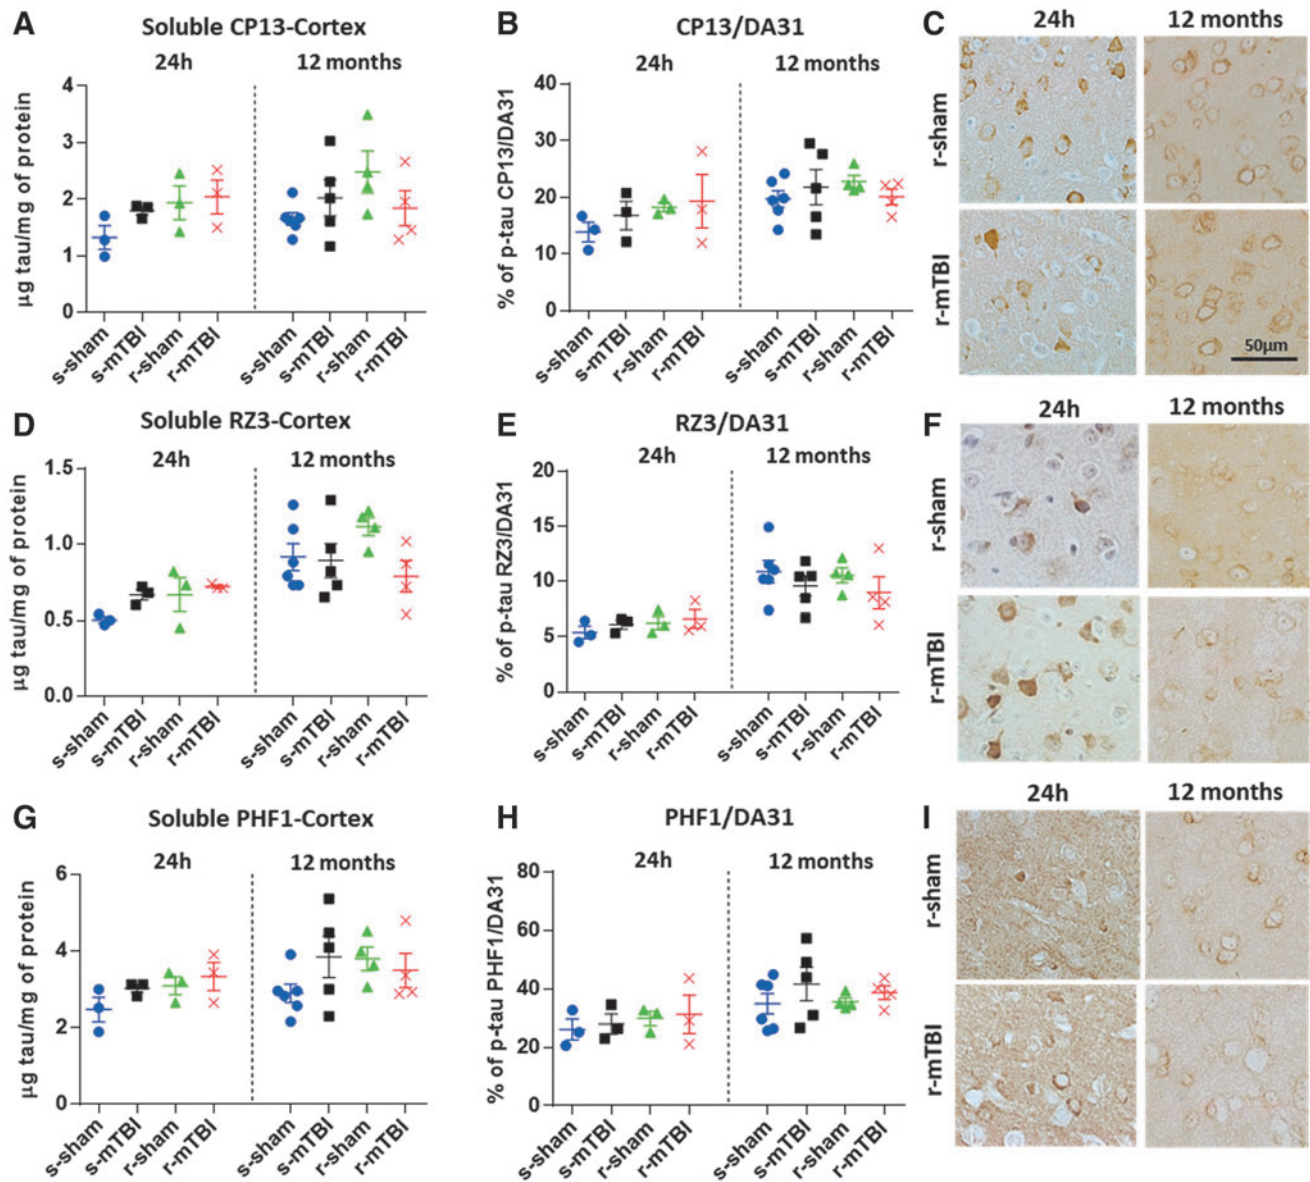 A
Soluble CP13-Cortex
24h
12 months
µg tau/mg of protein
4
3
2
1
0
s-sham
s-mTBI
r-sham
r-mTBI
s-sham
s-mTBI
r-sham
r-mTBI
B
CP13/DA31
24h
12 months
% of p-tau CP13/DA31
40
30
20
10
0
s-sham
s-mTBI
r-sham
r-mTBI
s-sham
s-mTBI
r-sham
r-mTBI
C
24h
12 months
r-sham
r-mTBI
50µm
D
Soluble RZ3-Cortex
24h
12 months
µg tau/mg of protein
1.5
1.0
0.5
0.0
s-sham
s-mTBI
r-sham
r-mTBI
s-sham
s-mTBI
r-sham
r-mTBI
E
RZ3/DA31
24h
12 months
% of p-tau RZ3/DA31
20
15
10
5
0
s-sham
s-mTBI
r-sham
r-mTBI
s-sham
s-mTBI
r-sham
r-mTBI
F
24h
12 months
r-sham
r-mTBI
G
Soluble PHF1-Cortex
24h
12 months
µg tau/mg of protein
6
4
2
0
s-sham
s-mTBI
r-sham
r-mTBI
s-sham
s-mTBI
r-sham
r-mTBI
H
PHF1/DA31
24h
12 months
% of p-tau PHF1/DA31
80
60
40
20
0
s-sham
s-mTBI
r-sham
r-mTBI
s-sham
s-mTBI
r-sham
r-mTBI
I
24h
12 months
r-sham
r-mTBI